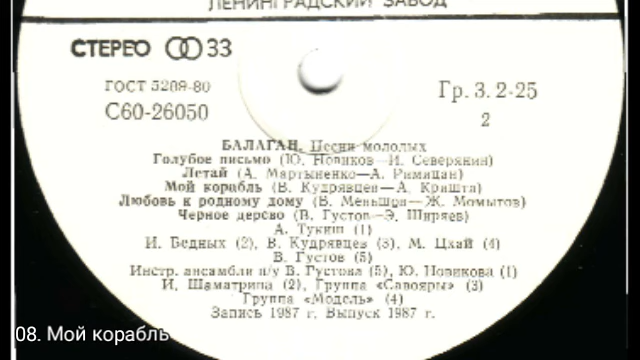 ЛЕНИНГРАДСКИЙ ЗАВОД
СТЕРЕО 33
ГОСТ 5289-80
С60-26050
Гр. 3. 2-25
2
БАЛАГАН. Песни молодых
Голубое письмо (Ю. Новиков—И. Северянин)
Летай (А. Мартыненко—А. Римицан)
Мой корабль (В. Кудрявцев—А. Кришта)
Любовь к родному дому (В. Меньшов—Ж. Момытов)
Черное дерево (В. Густов—Э. Ширяев)
А. Тукиш (1)
И. Бедных (2), В. Кудрявцев (3), М. Цхай (4)
В. Густов (5)
Инстр. ансамбли п/у В. Густова (5), Ю. Новикова (1)
И. Шаматрина (2), Группа «Савояры» (3)
Группа «Модель» (4)
Запись 1987 г. Выпуск 1987 г.
08. Мой корабль